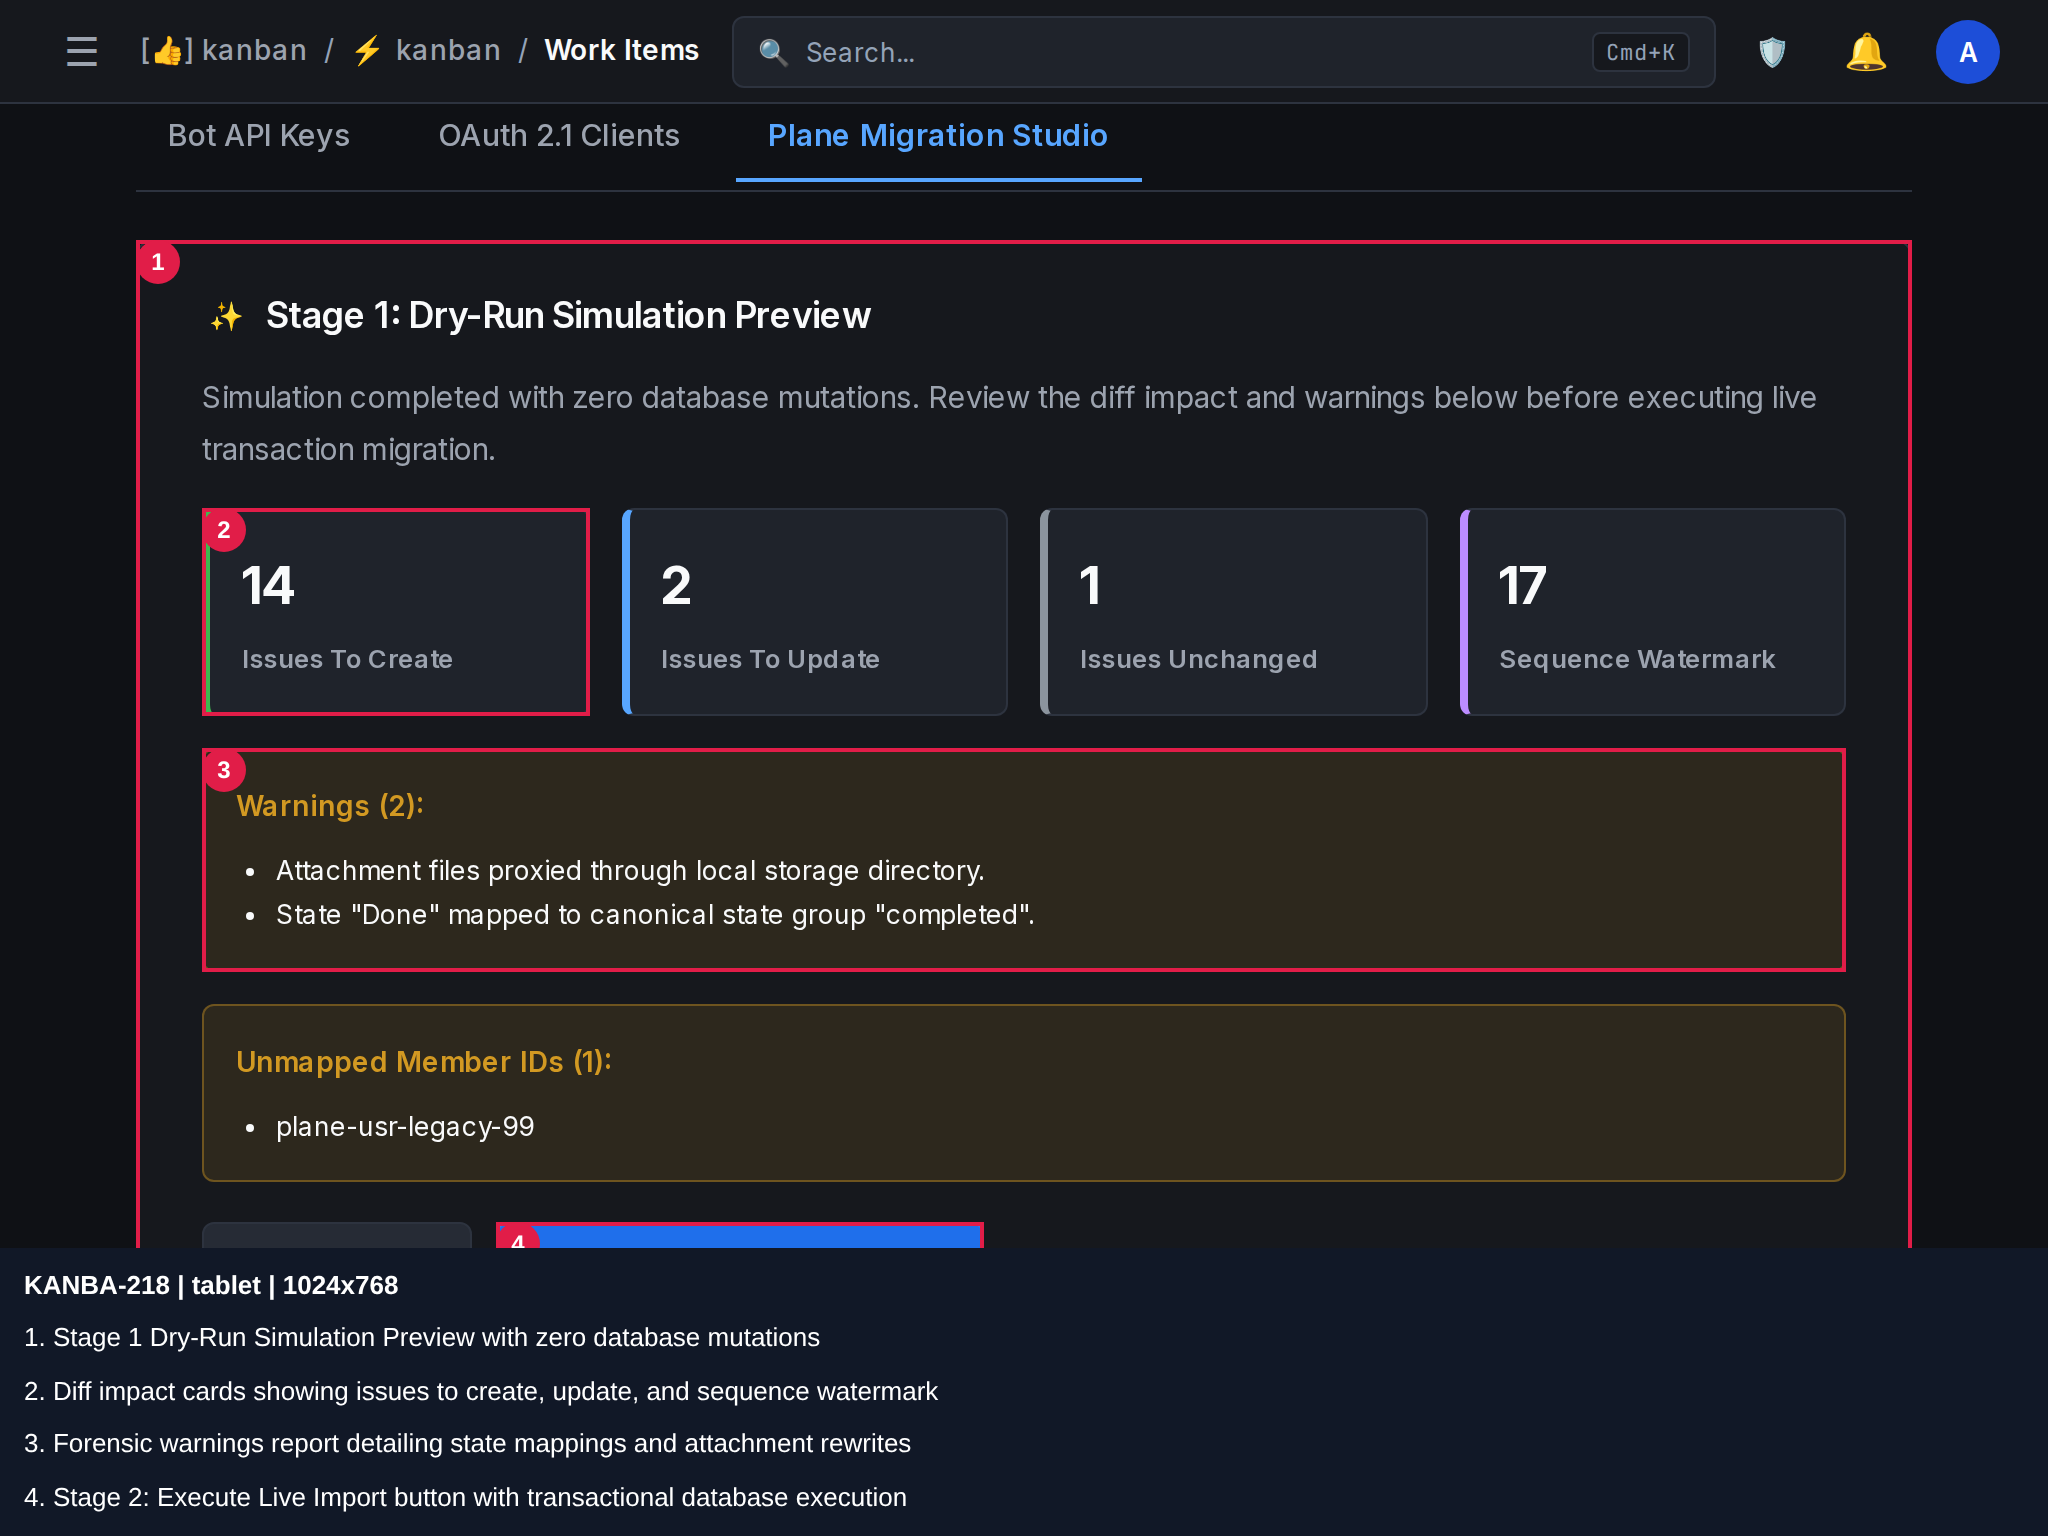 ☰ [👍] kanban / ⚡ kanban / Work Items 🔍 Search... Cmd+K 🛡️ 🔔 A
Bot API Keys OAuth 2.1 Clients Plane Migration Studio
1
✨ Stage 1: Dry-Run Simulation Preview
Simulation completed with zero database mutations. Review the diff impact and warnings below before executing live
transaction migration.
2
14
Issues To Create
2
Issues To Update
1
Issues Unchanged
17
Sequence Watermark
3
Warnings (2):
• Attachment files proxied through local storage directory.
• State "Done" mapped to canonical state group "completed".
Unmapped Member IDs (1):
• plane-usr-legacy-99
4
KANBA-218 | tablet | 1024x768
1. Stage 1 Dry-Run Simulation Preview with zero database mutations
2. Diff impact cards showing issues to create, update, and sequence watermark
3. Forensic warnings report detailing state mappings and attachment rewrites
4. Stage 2: Execute Live Import button with transactional database execution